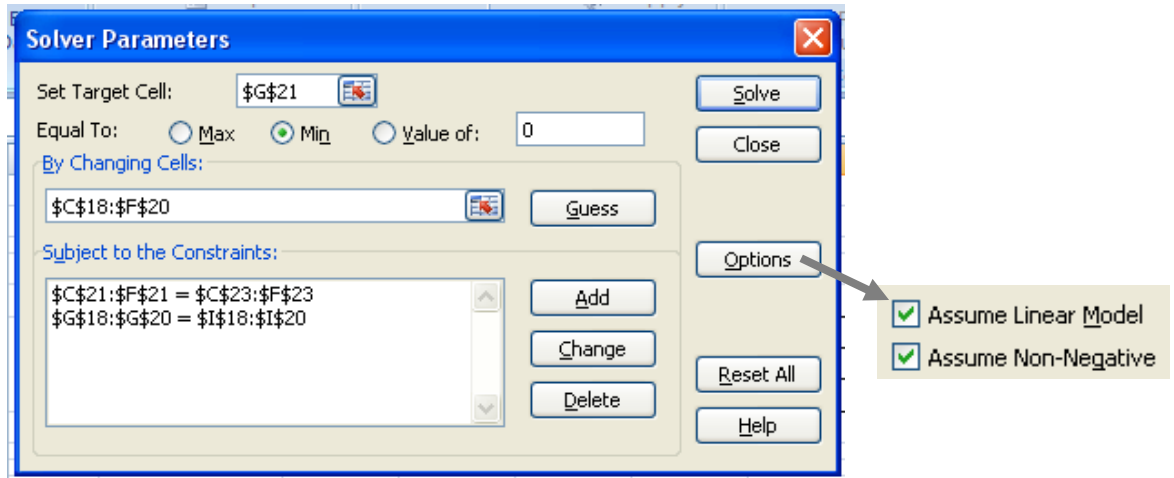 Solver Parameters
Set Target Cell: $G$21
Solve
Equal To: Max Min Value of: 0
Close
By Changing Cells:
$C$18:$F$20
Guess
Subject to the Constraints:
Options
$C$21:$F$21 = $C$23:$F$23
$G$18:$G$20 = $I$18:$I$20
Add
Change
Delete
Reset All
Help
Assume Linear Model
Assume Non-Negative